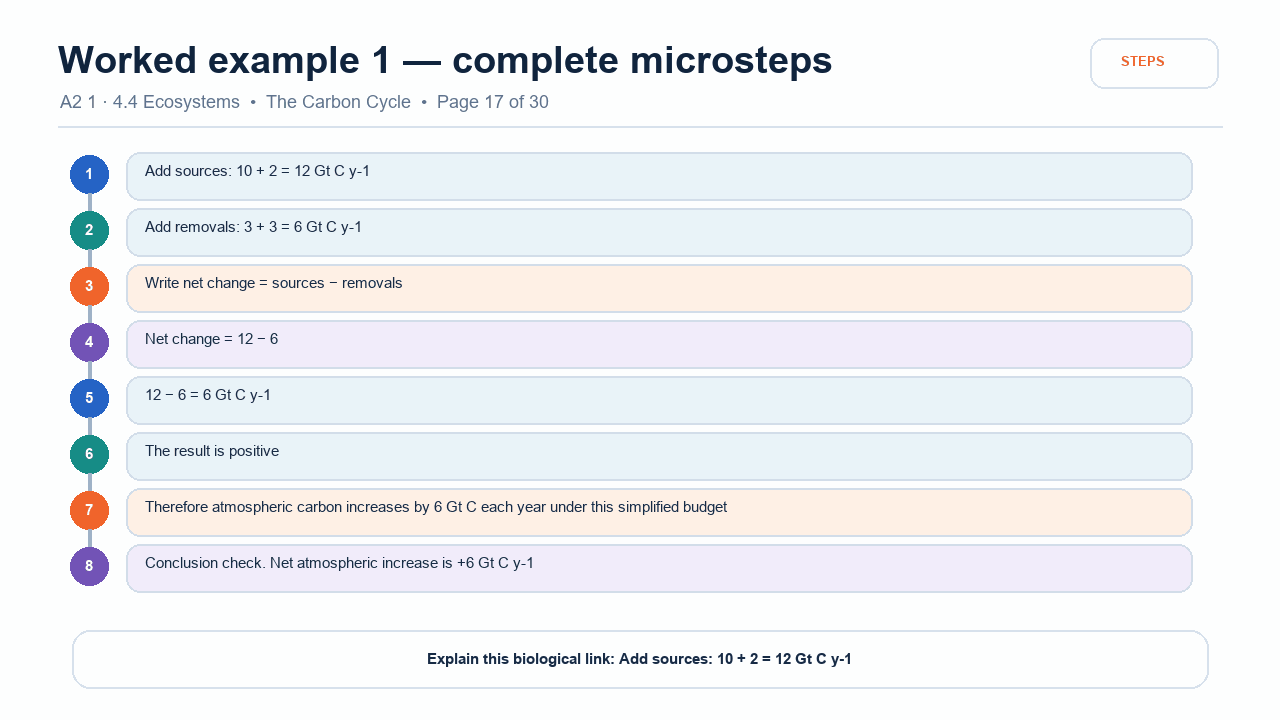 Worked example 1 — complete microsteps
STEPS
A2 1 · 4.4 Ecosystems • The Carbon Cycle • Page 17 of 30
1 Add sources: 10 + 2 = 12 Gt C y-1
2 Add removals: 3 + 3 = 6 Gt C y-1
3 Write net change = sources − removals
4 Net change = 12 − 6
5 12 − 6 = 6 Gt C y-1
6 The result is positive
7 Therefore atmospheric carbon increases by 6 Gt C each year under this simplified budget
8 Conclusion check. Net atmospheric increase is +6 Gt C y-1
Explain this biological link: Add sources: 10 + 2 = 12 Gt C y-1